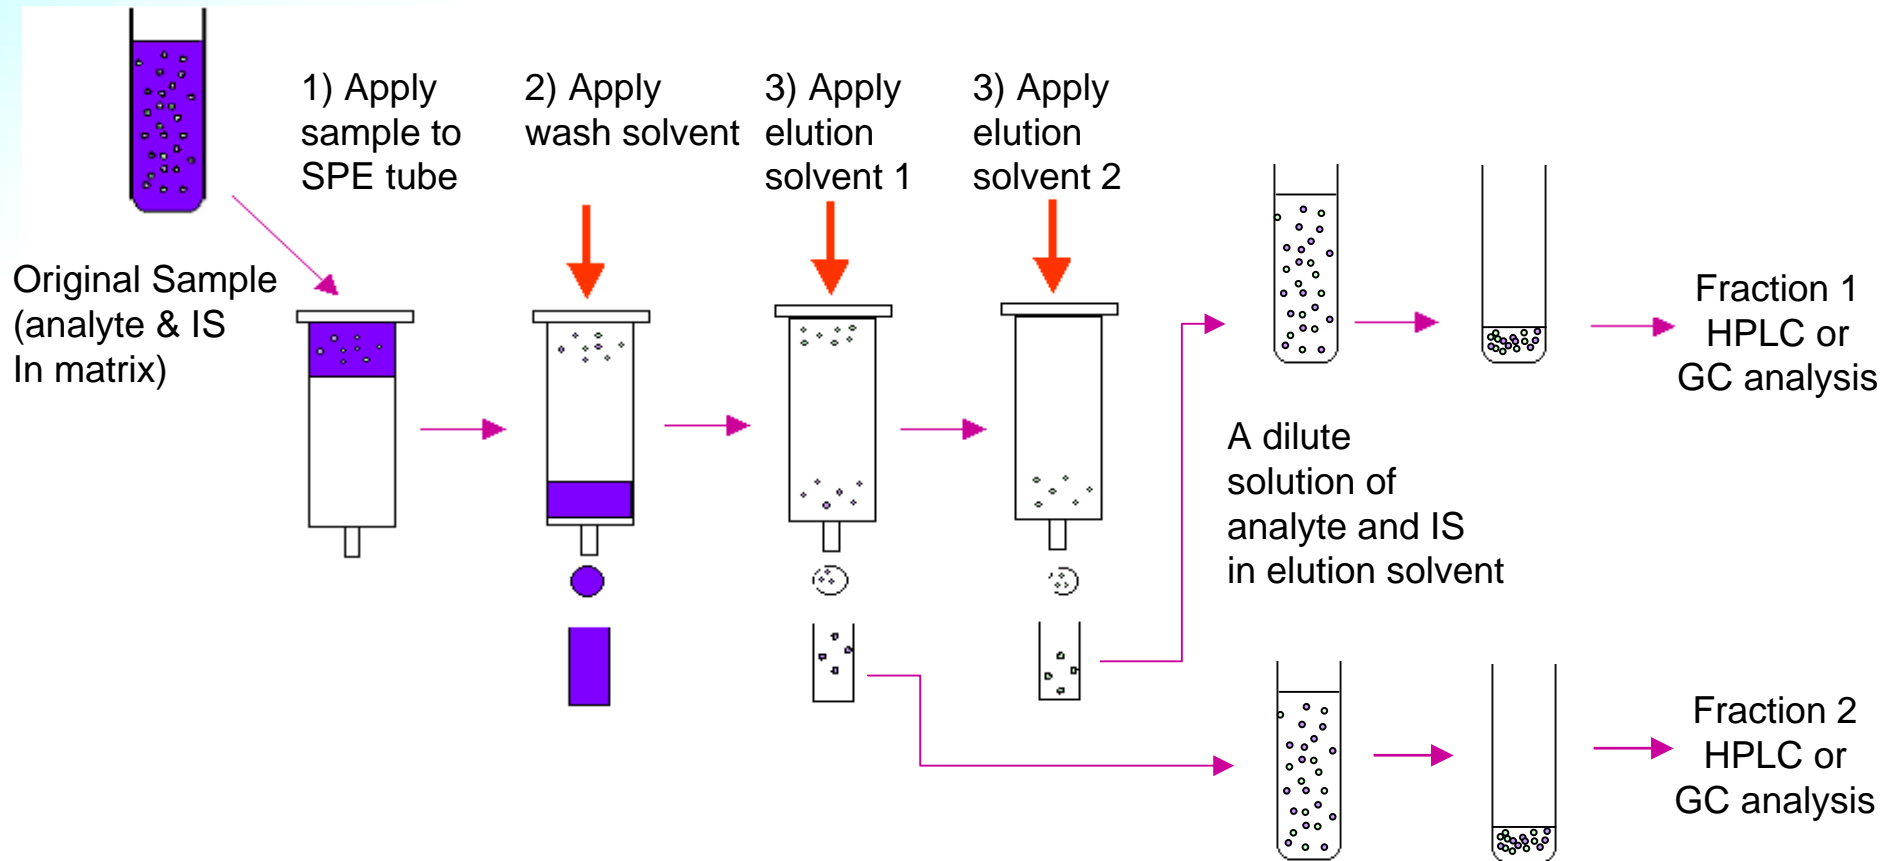 1) Apply
sample to
SPE tube
2) Apply
wash solvent
3) Apply
elution
solvent 1
3) Apply
elution
solvent 2
Original Sample
(analyte & IS
In matrix)
A dilute
solution of
analyte and IS
in elution solvent
Fraction 1
HPLC or
GC analysis
Fraction 2
HPLC or
GC analysis